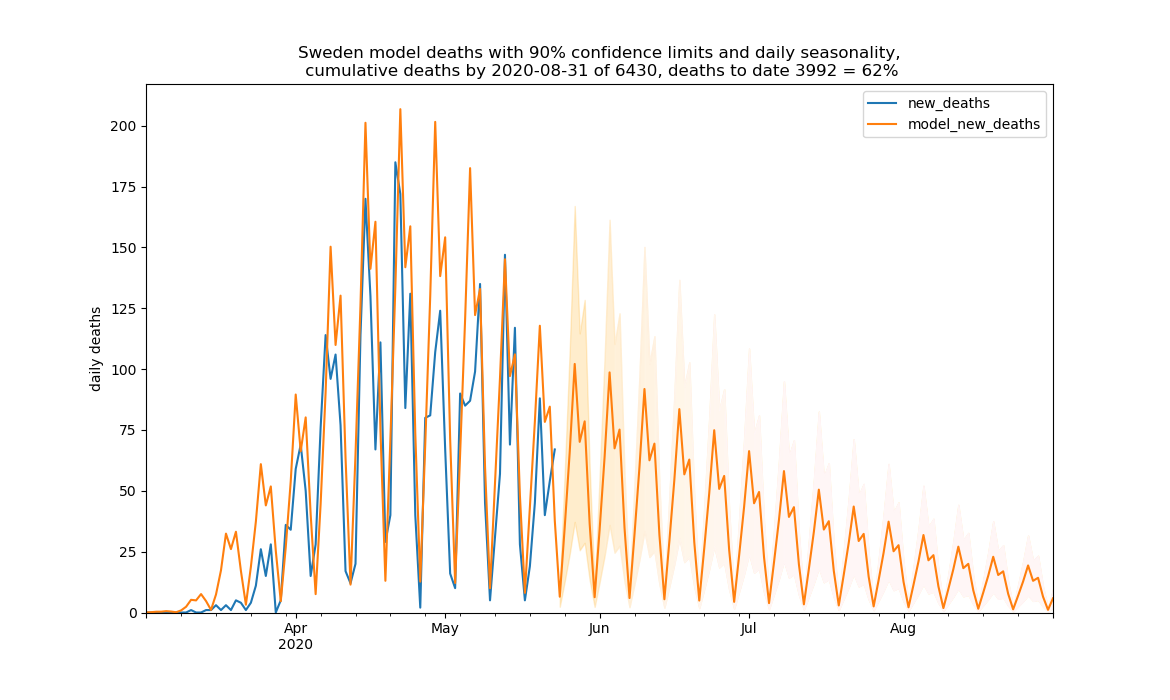 Sweden model deaths with 90% confidence limits and daily seasonality,
cumulative deaths by 2020-08-31 of 6430, deaths to date 3992 = 62%
new_deaths
model_new_deaths
daily deaths
200
175
150
125
100
75
50
25
0
Apr
2020
May
Jun
Jul
Aug